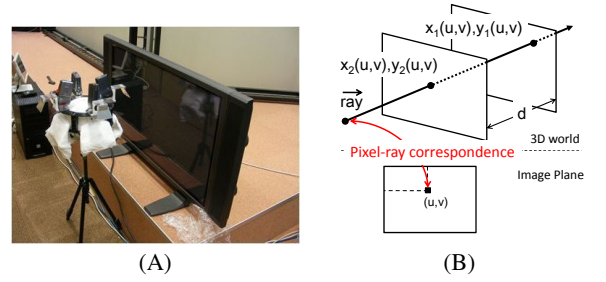 x₁(u,v),y₁(u,v)
x₂(u,v),y₂(u,v)
ray
d
3D world
Pixel-ray correspondence
Image Plane
(u,v)
(A)
(B)